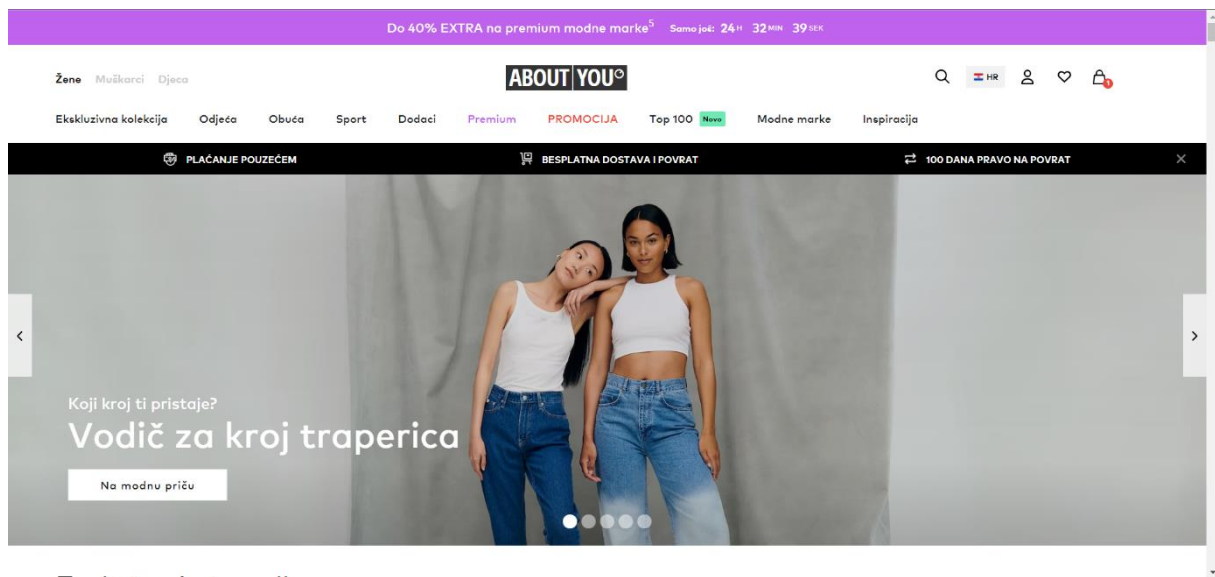 Do 40% EXTRA na premium modne marke5 Samo još: 24H 32MIN 39SEK
Žene Muškarci Djeca
ABOUT YOU°
HR
1
Ekskluzivna kolekcija Odjeća Obuća Sport Dodaci Premium PROMOCIJA Top 100 Novo Modne marke Inspiracija
PLAĆANJE POUZEĆEM BESPLATNA DOSTAVA I POVRAT 100 DANA PRAVO NA POVRAT
Koji kroj ti pristaje?
Vodič za kroj traperica
Na modnu priču